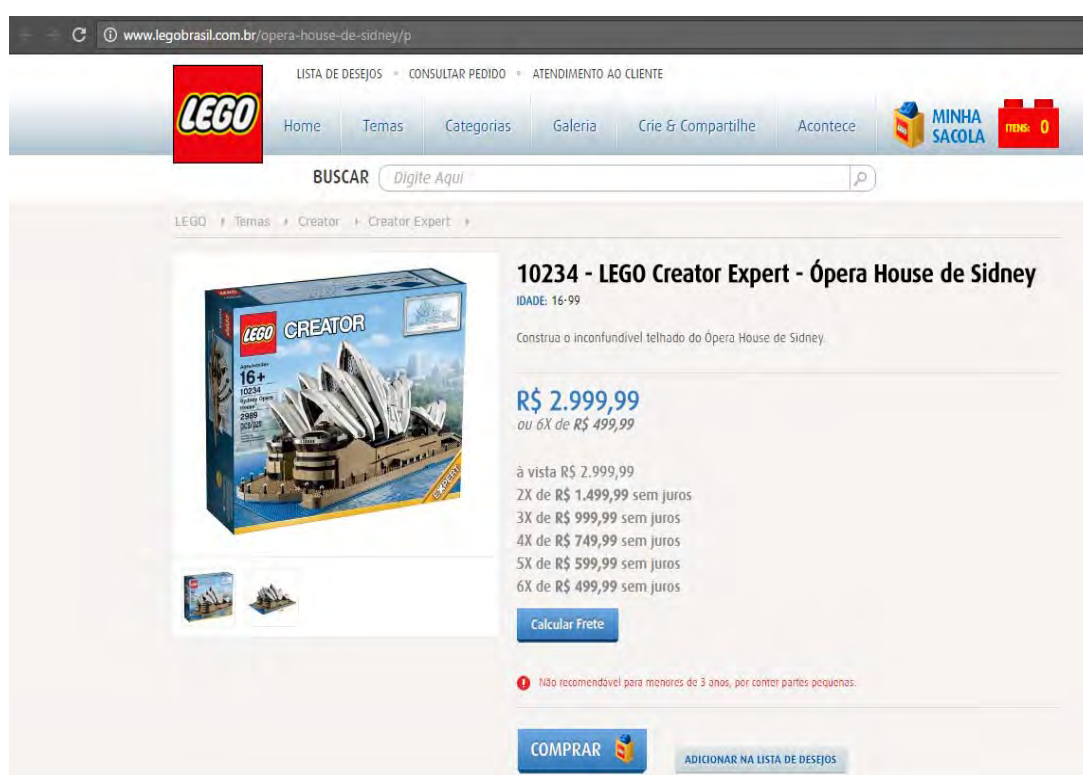 www.legobrasil.com.br/opera-house-de-sidney/p
LISTA DE DESEJOS CONSULTAR PEDIDO ATENDIMENTO AO CLIENTE
LEGO
Home Temas Categorias Galeria Crie & Compartilhe Acontece
MINHA
SACOLA
ITENS: 0
BUSCAR Digite Aqui
LEGO Temas Creator Creator Expert
10234 - LEGO Creator Expert - Ópera House de Sidney
IDADE: 16-99
Construa o inconfundível telhado do Ópera House de Sidney.
LEGO CREATOR
16+
10234
Sydney Opera
House
2989
pcs/pzs
EXPERT
R$ 2.999,99
ou 6X de R$ 499,99
à vista R$ 2.999,99
2X de R$ 1.499,99 sem juros
3X de R$ 999,99 sem juros
4X de R$ 749,99 sem juros
5X de R$ 599,99 sem juros
6X de R$ 499,99 sem juros
Calcular Frete
Não recomendável para menores de 3 anos, por conter partes pequenas.
COMPRAR
ADICIONAR NA LISTA DE DESEJOS